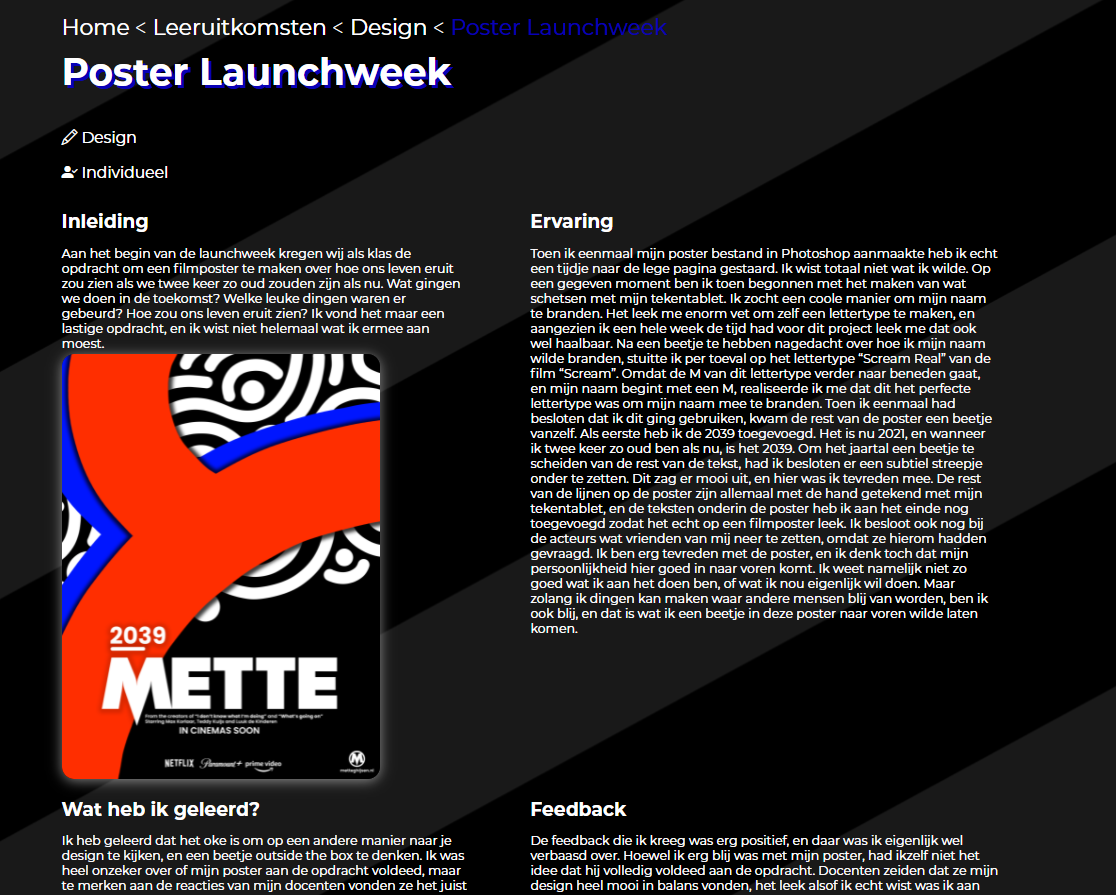 Home < Leeruitkomsten < Design < Poster Launchweek
Poster Launchweek
Design
Individueel
Inleiding
Aan het begin van de launchweek kregen wij als klas de
opdracht om een filmposter te maken over hoe ons leven eruit
zou zien als we twee keer zo oud zouden zijn als nu. Wat gingen
we doen in de toekomst? Welke leuke dingen waren er
gebeurd? Hoe zou ons leven eruit zien? Ik vond het maar een
lastige opdracht, en ik wist niet helemaal wat ik ermee aan
moest.
2039
METTE
From the creators of "I don't know what I'm doing" and "What's going on"
IN CINEMAS SOON
NETFLIX Paramount+ prime video
M
Ervaring
Toen ik eenmaal mijn poster bestand in Photoshop aanmaakte heb ik echt
een tijdje naar de lege pagina gestaard. Ik wist totaal niet wat ik wilde. Op
een gegeven moment ben ik toen begonnen met het maken van wat
schetsen met mijn tekentablet. Ik zocht een coole manier om mijn naam
te branden. Het leek me enorm vet om zelf een lettertype te maken, en
aangezien ik een hele week de tijd had voor dit project leek me dat ook
wel haalbaar. Na een beetje te hebben nagedacht over hoe ik mijn naam
wilde branden, stuitte ik per toeval op het lettertype “Scream Real” van de
film “Scream”. Omdat de M van dit lettertype verder naar beneden gaat,
en mijn naam begint met een M, realiseerde ik me dat dit het perfecte
lettertype was om mijn naam mee te branden. Toen ik eenmaal had
besloten dat ik dit ging gebruiken, kwam de rest van de poster een beetje
vanzelf. Als eerste heb ik de 2039 toegevoegd. Het is nu 2021, en wanneer
ik twee keer zo oud ben als nu, is het 2039. Om het jaartal een beetje te
scheiden van de rest van de tekst, had ik besloten er een subtiel streepje
onder te zetten. Dit zag er mooi uit, en hier was ik tevreden mee. De rest
van de lijnen op de poster zijn allemaal met de hand getekend met mijn
tekentablet, en de teksten onderin de poster heb ik aan het einde nog
toegevoegd zodat het echt op een filmposter leek. Ik besloot ook nog bij
de acteurs wat vrienden van mij neer te zetten, omdat ze hierom hadden
gevraagd. Ik ben erg tevreden met de poster, en ik denk toch dat mijn
persoonlijkheid hier goed in naar voren komt. Ik weet namelijk niet zo
goed wat ik aan het doen ben, of wat ik nou eigenlijk wil doen. Maar
zolang ik dingen kan maken waar andere mensen blij van worden, ben ik
ook blij, en dat is wat ik een beetje in deze poster naar voren wilde laten
komen.
Wat heb ik geleerd?
Ik heb geleerd dat het oke is om op een andere manier naar je
design te kijken, en een beetje outside the box te denken. Ik was
heel onzeker over of mijn poster aan de opdracht voldeed, maar
te merken aan de reacties van mijn docenten vonden ze het juist
Feedback
De feedback die ik kreeg was erg positief, en daar was ik eigenlijk wel
verbaasd over. Hoewel ik erg blij was met mijn poster, had ikzelf niet het
idee dat hij volledig voldeed aan de opdracht. Docenten zeiden dat ze mijn
design heel mooi in balans vonden, het leek alsof ik echt wist was ik aan